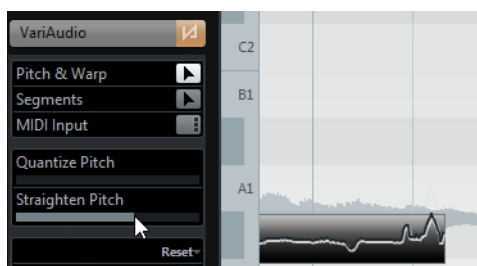 VariAudio
Pitch & Warp
Segments
MIDI Input
Quantize Pitch
Straighten Pitch
Reset
C2
B1
A1